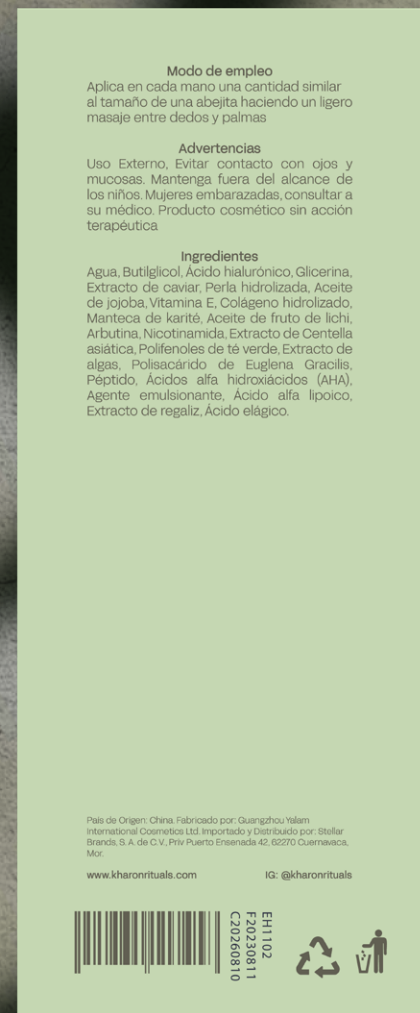 Modo de empleo
Aplica en cada mano una cantidad similar
al tamaño de una abejita haciendo un ligero
masaje entre dedos y palmas
Advertencias
Uso Externo, Evitar contacto con ojos y
mucosas. Mantenga fuera del alcance de
los niños. Mujeres embarazadas, consultar a
su médico. Producto cosmético sin acción
terapéutica
Ingredientes
Agua, Butilglicol, Ácido hialurónico, Glicerina,
Extracto de caviar, Perla hidrolizada, Aceite
de jojoba, Vitamina E, Colágeno hidrolizado,
Manteca de karité, Aceite de fruto de lichi,
Arbutina, Nicotinamida, Extracto de Centella
asiática, Polifenoles de té verde, Extracto de
algas, Polisacárido de Euglena Gracilis,
Péptido, Ácidos alfa hidroxiácidos (AHA),
Agente emulsionante, Ácido alfa lipoico,
Extracto de regaliz, Ácido elágico.
País de Origen: China. Fabricado por: Guangzhou Yalam
International Cosmetics Ltd. Importado y Distribuido por: Stellar
Brands, S. A. de C. V., Priv Puerto Ensenada 42, 62270 Cuernavaca,
Mor.
www.kharonrituals.com IG: @kharonrituals
EH1102
F20230811
C20260810